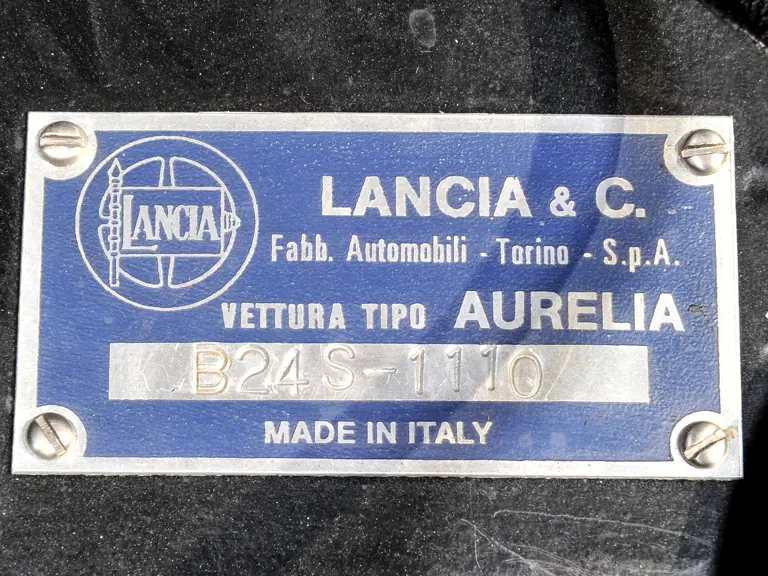 LANCIA
LANCIA & C.
Fabb. Automobili - Torino - S.p.A.
VETTURA TIPO AURELIA
B24S-1110
MADE IN ITALY